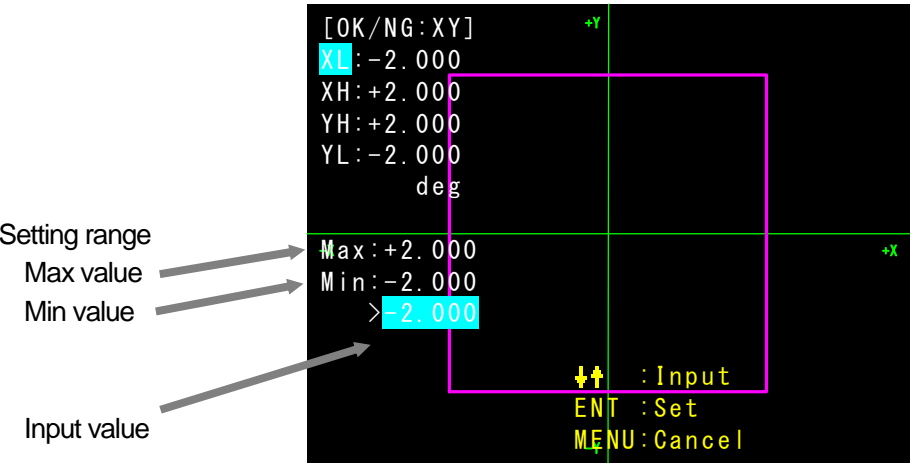 [OK/NG:XY]
+Y
XL:-2.000
XH:+2.000
YH:+2.000
YL:-2.000
deg
Setting range
Max value
Min value
Max:+2.000
+X
Min:-2.000
>-2.000
Input value
↓↑ :Input
ENT :Set
MENU:Cancel